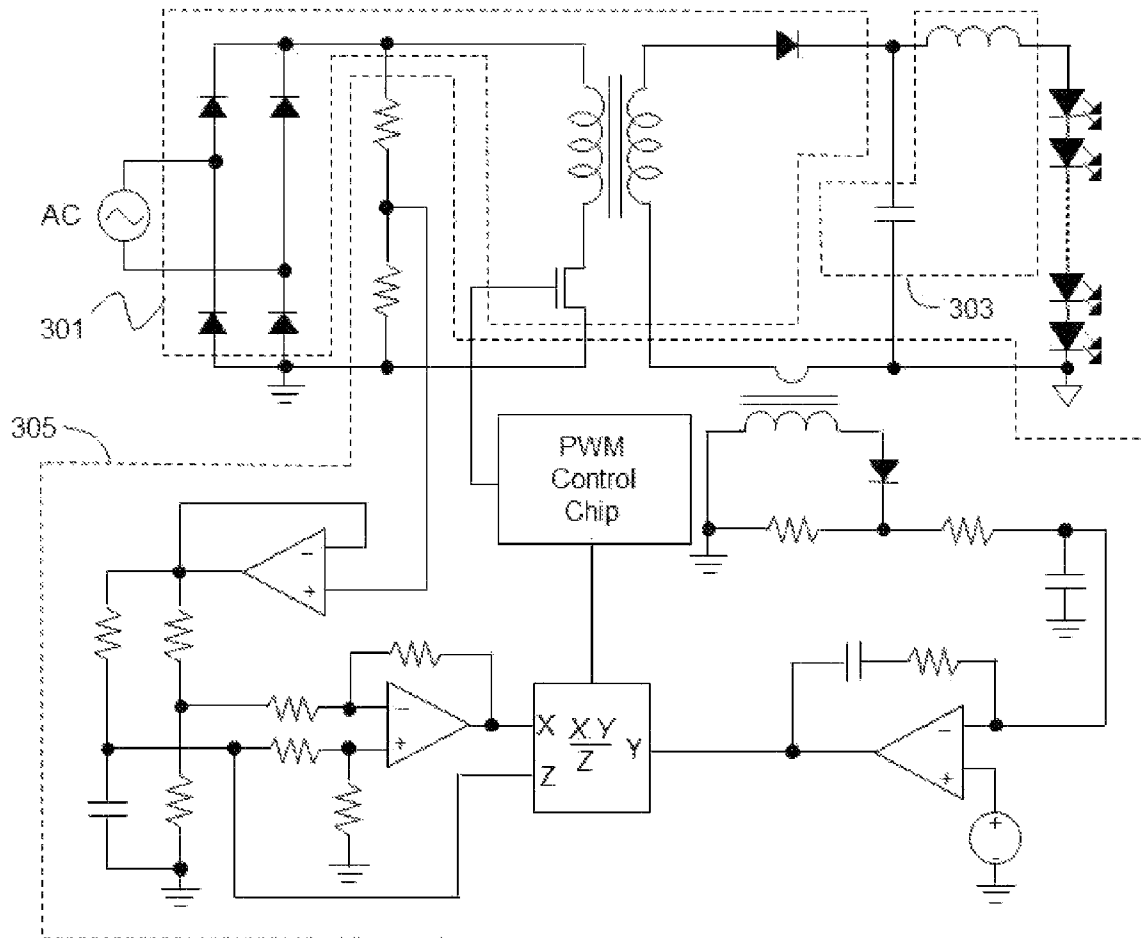 AC
301
303
305
PWM
Control
Chip
-
+
-
+
X
X.Y
Z
Y
Z
-
+
+
-